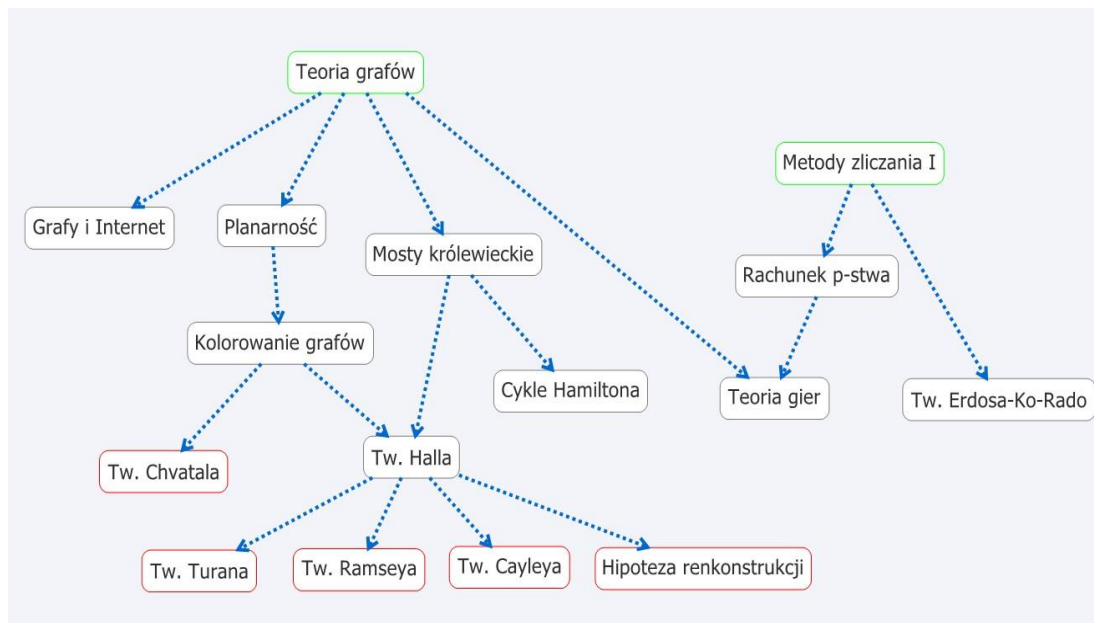 Teoria grafów
Metody zliczania I
Grafy i Internet
Planarność
Mosty królewieckie
Rachunek p-stwa
Kolorowanie grafów
Cykle Hamiltona
Teoria gier
Tw. Erdosa-Ko-Rado
Tw. Chvatala
Tw. Halla
Tw. Turana
Tw. Ramseya
Tw. Cayleya
Hipoteza renkonstrukcji